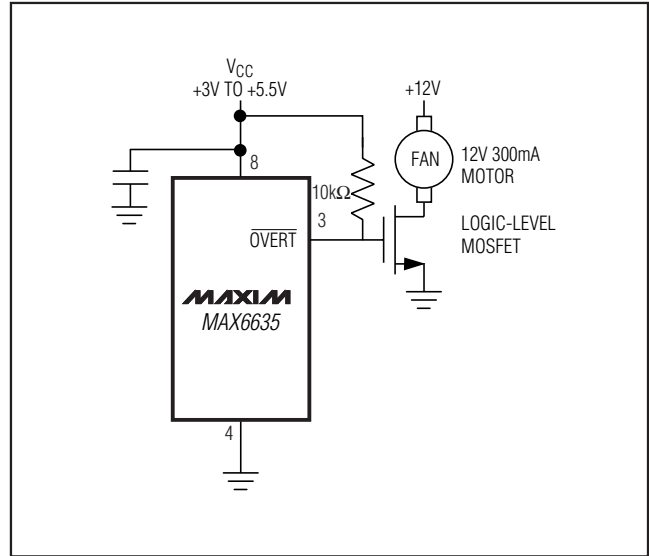 VCC
+3V TO +5.5V
+12V
8
FAN
12V 300mA
MOTOR
10kΩ
3
OVERT
LOGIC-LEVEL
MOSFET
MAXIM
MAX6635
4